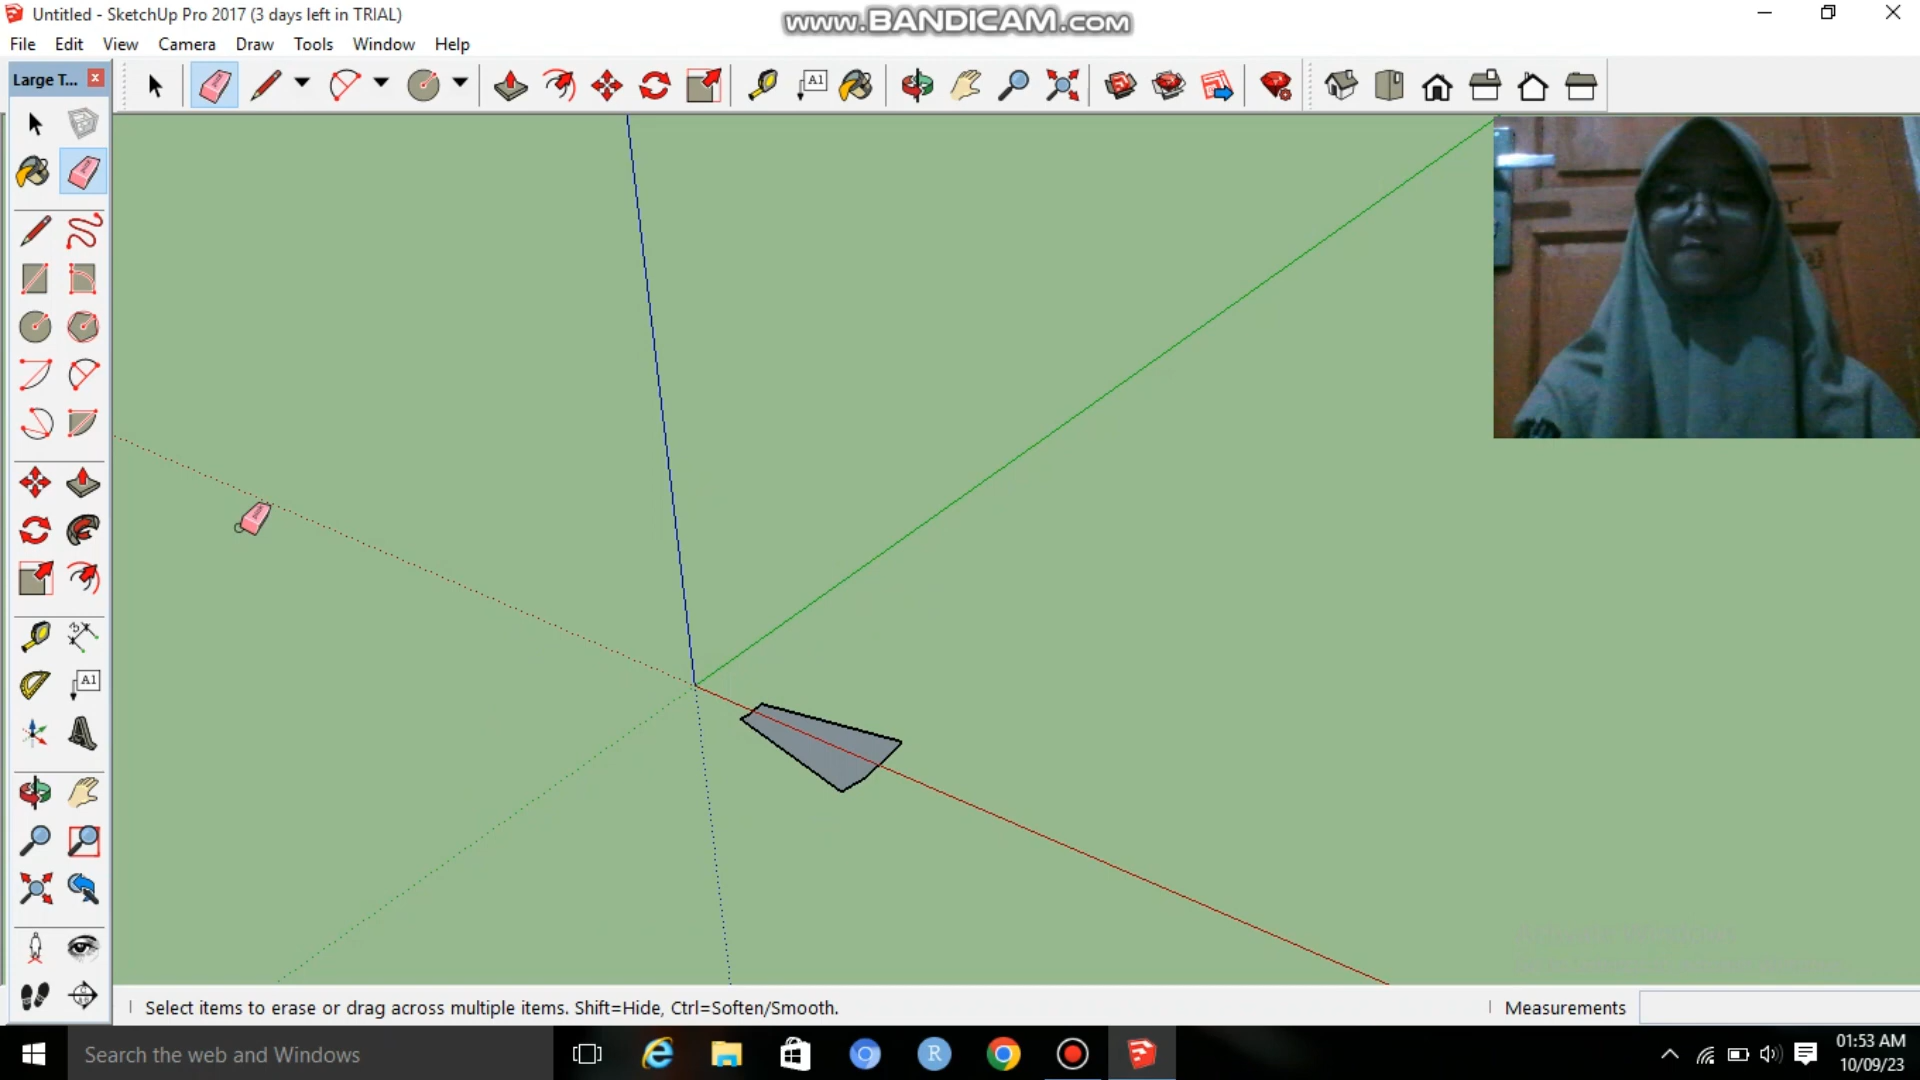 Untitled - SketchUp Pro 2017 (3 days left in TRIAL)
www.BANDICAM.com
File Edit View Camera Draw Tools Window Help
Large T...
A1
A1
Select items to erase or drag across multiple items. Shift=Hide, Ctrl=Soften/Smooth.
Measurements
Search the web and Windows
R
01:53 AM
10/09/23